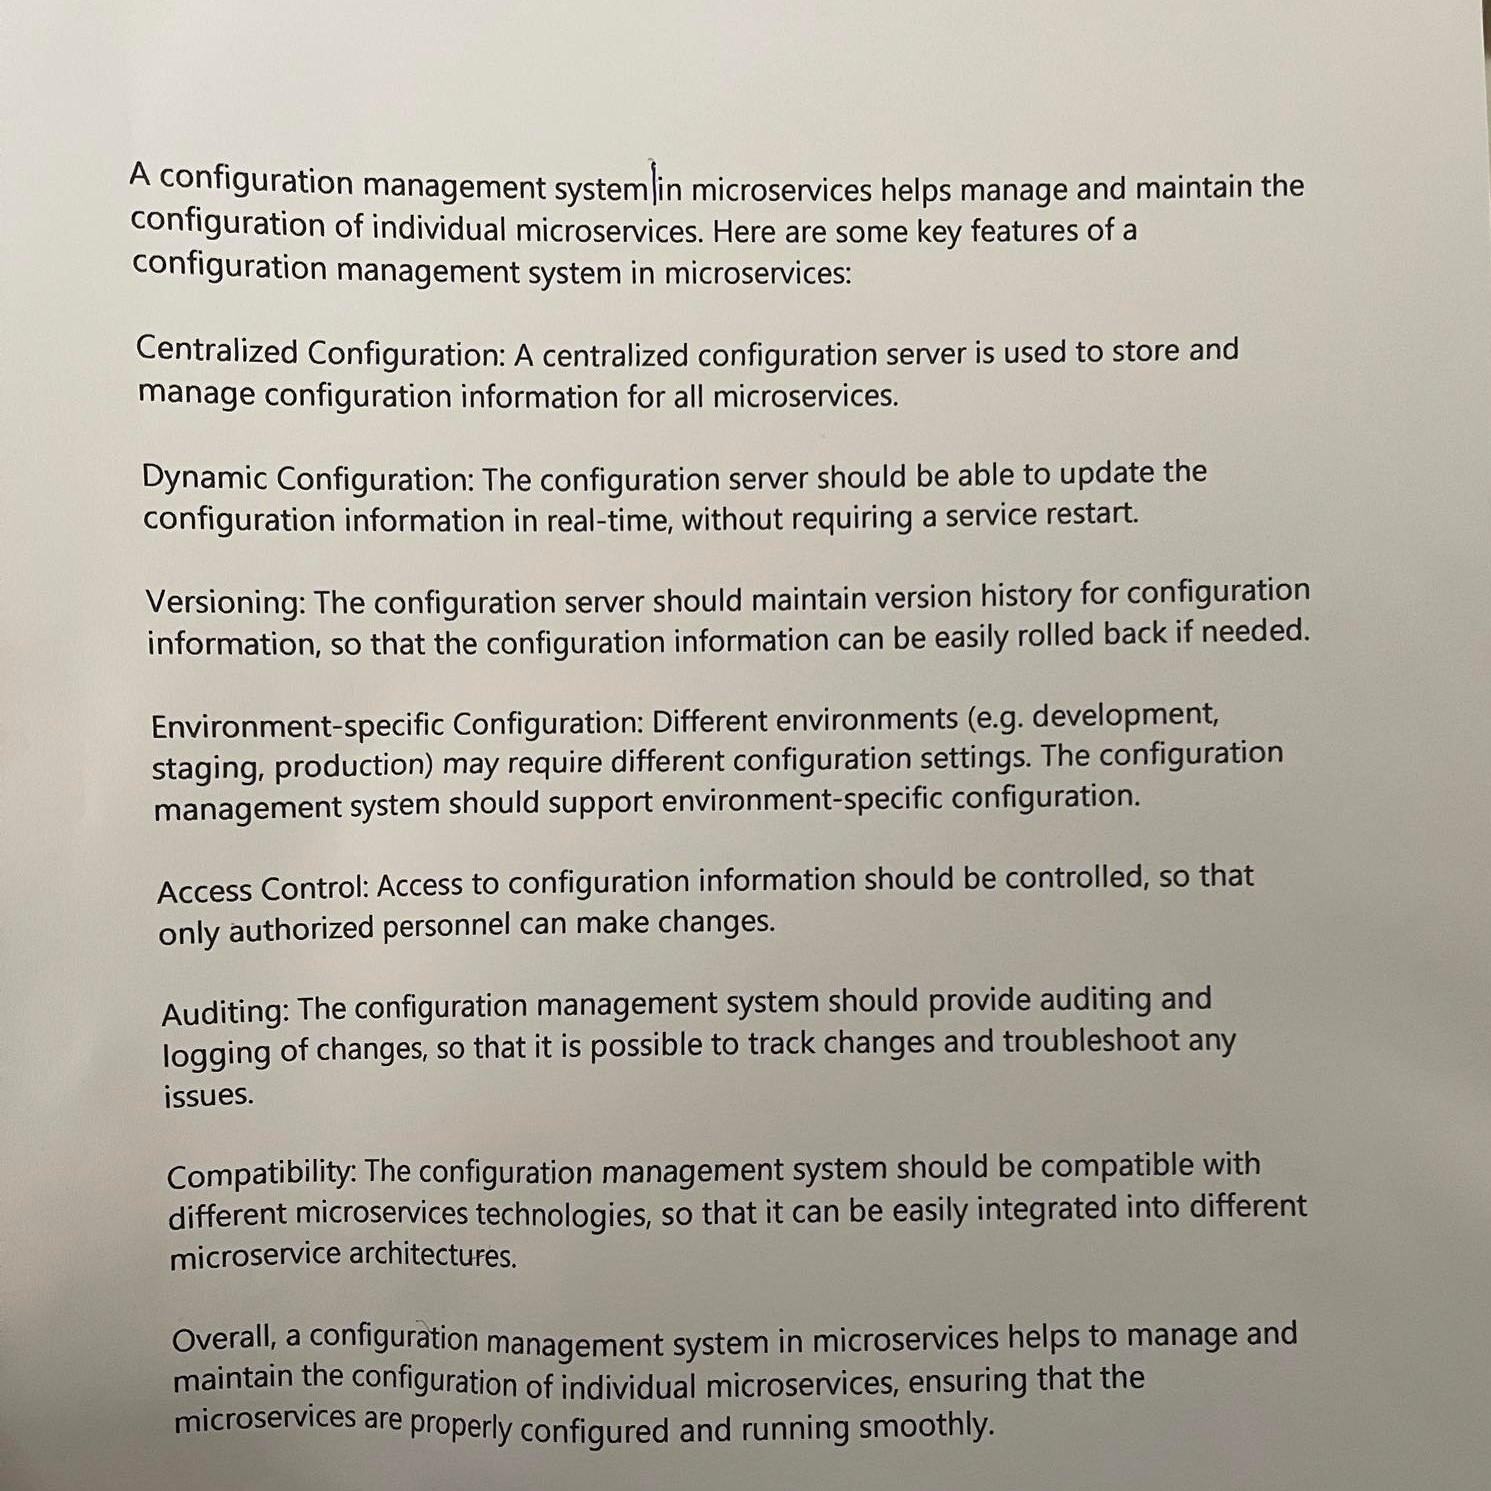 A configuration management system in microservices helps manage and maintain the
configuration of individual microservices. Here are some key features of a
configuration management system in microservices:
Centralized Configuration: A centralized configuration server is used to store and
manage configuration information for all microservices.
Dynamic Configuration: The configuration server should be able to update the
configuration information in real-time, without requiring a service restart.
Versioning: The configuration server should maintain version history for configuration
information, so that the configuration information can be easily rolled back if needed.
Environment-specific Configuration: Different environments (e.g. development,
staging, production) may require different configuration settings. The configuration
management system should support environment-specific configuration.
Access Control: Access to configuration information should be controlled, so that
only authorized personnel can make changes.
Auditing: The configuration management system should provide auditing and
logging of changes, so that it is possible to track changes and troubleshoot any
issues.
Compatibility: The configuration management system should be compatible with
different microservices technologies, so that it can be easily integrated into different
microservice architectures.
Overall, a configuration management system in microservices helps to manage and
maintain the configuration of individual microservices, ensuring that the
microservices are properly configured and running smoothly.